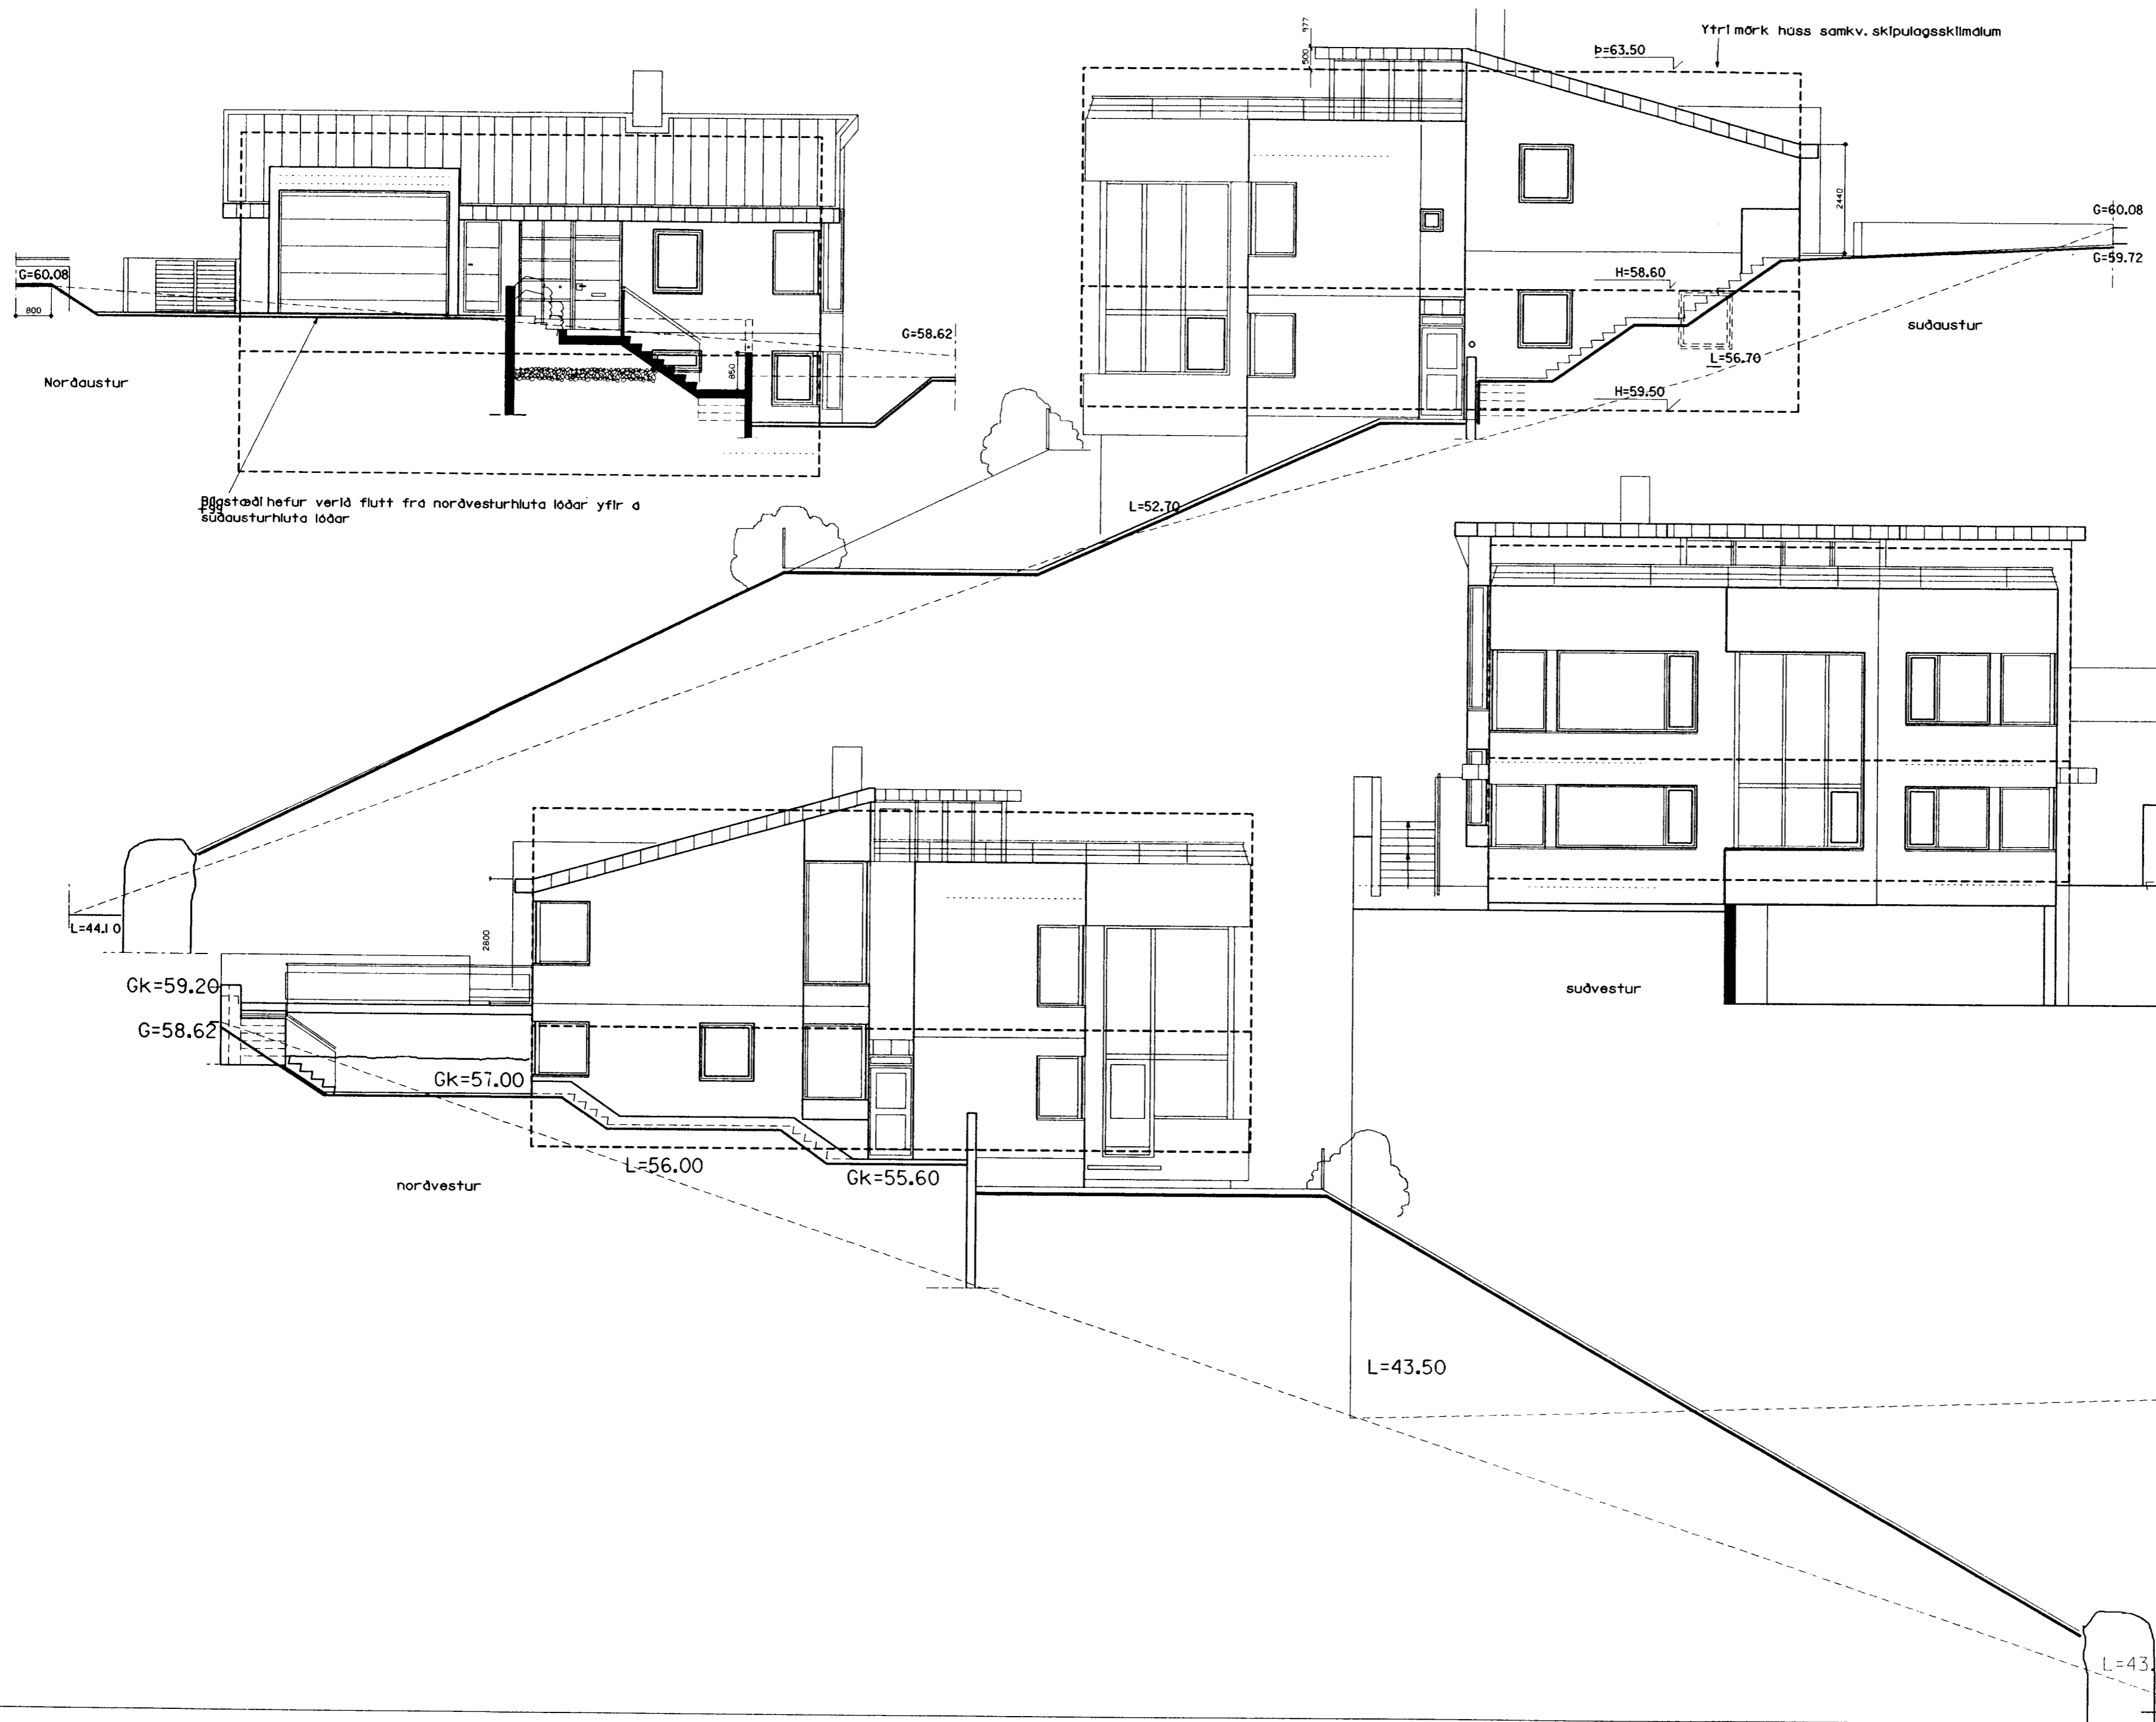 Ytri mörk húss samkv. skipulagsskilmálum
Þ=63.50
977
500
2440
G=60.08
G=59.72
H=58.60
L=56.70
H=59.50
suðaustur
L=52.70
G=60.08
800
850
G=58.62
Norðaustur
Bílastæði hefur verið flutt frá norðvesturhluta lóðar yfir á
suðausturhluta lóðar
L=44.10
2800
Gk=59.20
G=58.62
Gk=57.00
L=56.00
Gk=55.60
norðvestur
suðvestur
L=43.50
L=43.